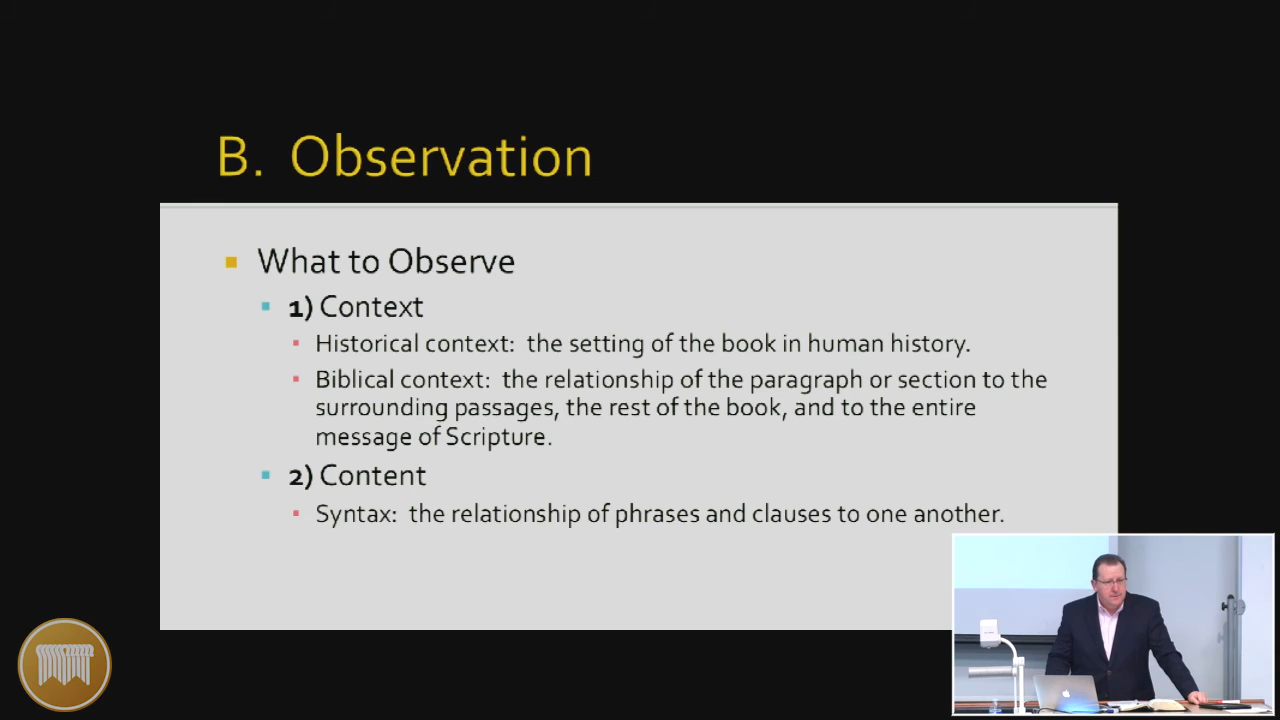 B. Observation
What to Observe
1) Context
Historical context: the setting of the book in human history.
Biblical context: the relationship of the paragraph or section to the
surrounding passages, the rest of the book, and to the entire
message of Scripture.
2) Content
Syntax: the relationship of phrases and clauses to one another.